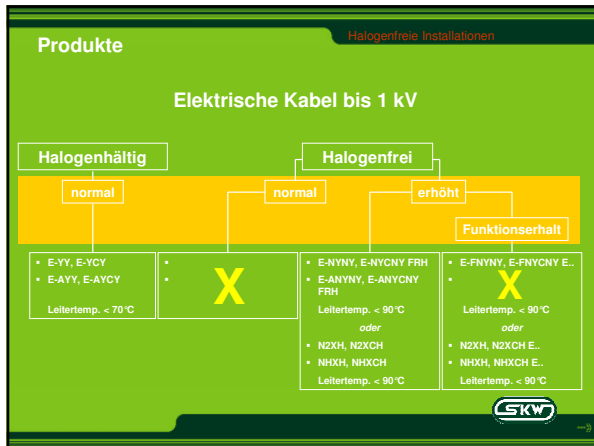 Halogenfreie Installationen
Produkte
Elektrische Kabel bis 1 kV
Halogenhältig
Halogenfrei
normal
normal
erhöht
Funktionserhalt
▪ E-YY, E-YCY
▪ E-AYY, E-AYCY
Leitertemp. < 70°C
▪
▪
X
▪ E-NYNY, E-NYCNY FRH
▪ E-ANYNY, E-ANYCNY
FRH
Leitertemp. < 90°C
oder
▪ N2XH, N2XCH
▪ NHXH, NHXCH
Leitertemp. < 90°C
▪ E-FNYNY, E-FNYCNY E..
▪
X
Leitertemp. < 90°C
oder
▪ N2XH, N2XCH E..
▪ NHXH, NHXCH E..
Leitertemp. < 90°C
SKW